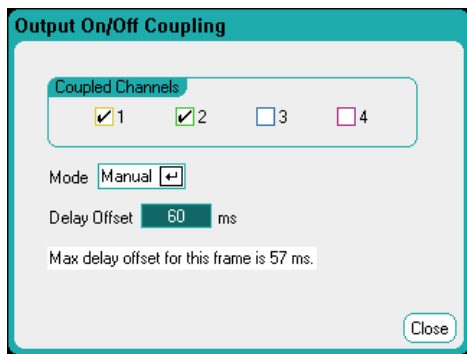 Output On/Off Coupling
Coupled Channels
1 2 3 4
Mode Manual
Delay Offset 60 ms
Max delay offset for this frame is 57 ms.
Close